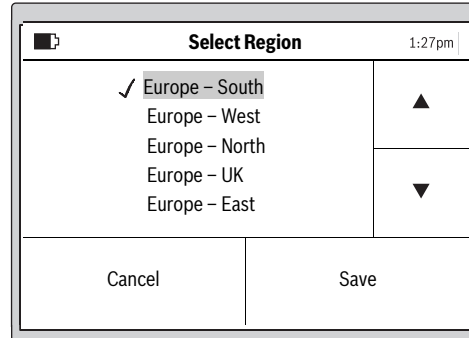 Select Region
1:27pm
Europe – South
Europe – West
Europe – North
Europe – UK
Europe – East
Cancel
Save